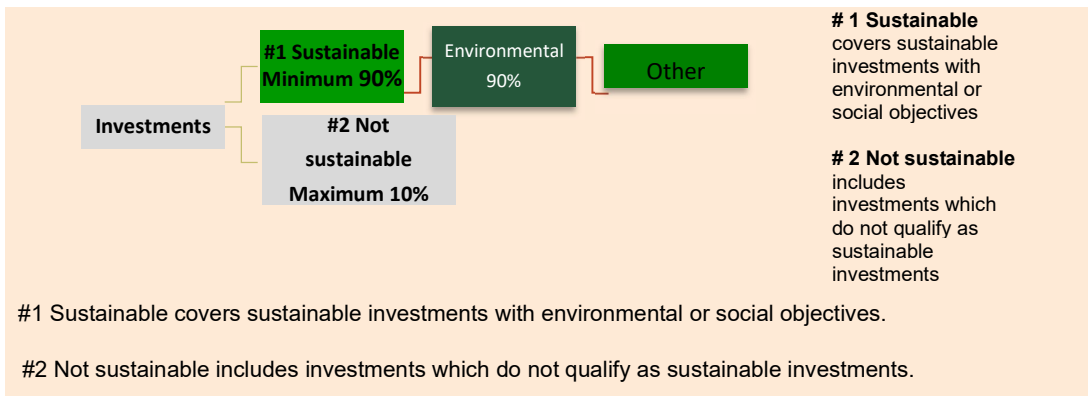 #1 Sustainable
Minimum 90%
Environmental
90%
Other
Investments
#2 Not
sustainable
Maximum 10%
# 1 Sustainable
covers sustainable
investments with
environmental or
social objectives
# 2 Not sustainable
includes
investments which
do not qualify as
sustainable
investments
#1 Sustainable covers sustainable investments with environmental or social objectives.
#2 Not sustainable includes investments which do not qualify as sustainable investments.